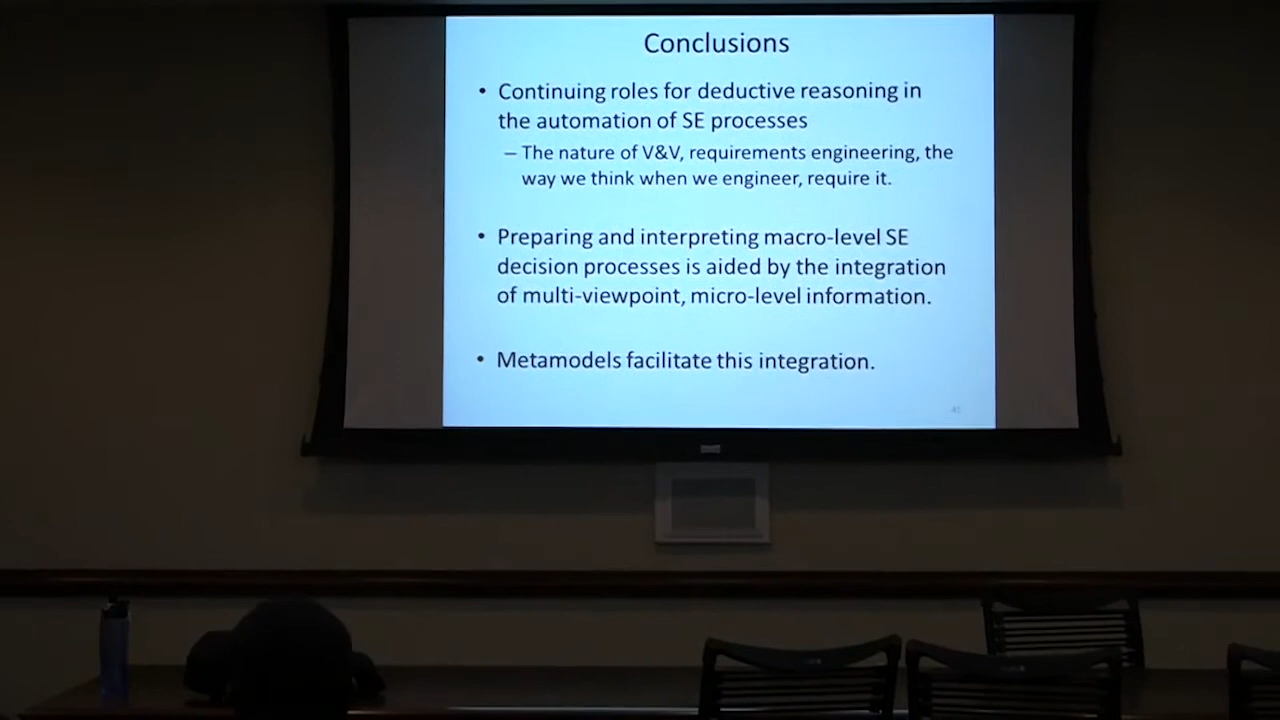 Conclusions
• Continuing roles for deductive reasoning in
the automation of SE processes
– The nature of V&V, requirements engineering, the
way we think when we engineer, require it.
• Preparing and interpreting macro-level SE
decision processes is aided by the integration
of multi-viewpoint, micro-level information.
• Metamodels facilitate this integration.